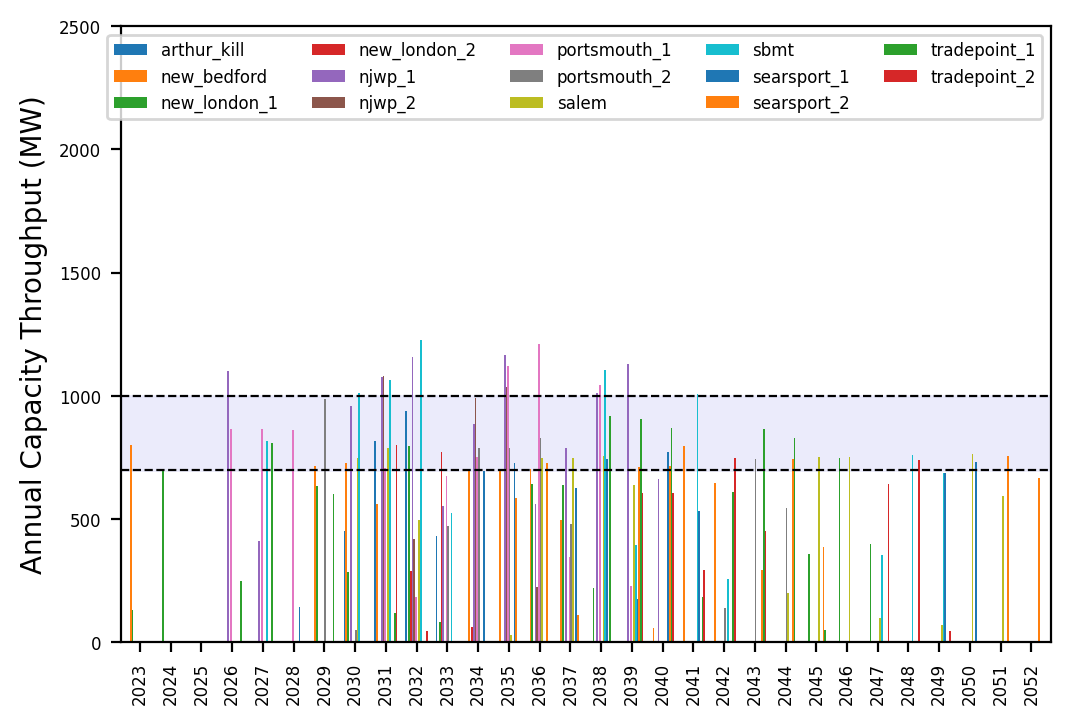 Annual Capacity Throughput (MW)
2500
2000
1500
1000
500
0
arthur_kill new_london_2 portsmouth_1 sbmt tradepoint_1
new_bedford njwp_1 portsmouth_2 searsport_1 tradepoint_2
new_london_1 njwp_2 salem searsport_2
2023 2024 2025 2026 2027 2028 2029 2030 2031 2032 2033 2034 2035 2036 2037 2038 2039 2040 2041 2042 2043 2044 2045 2046 2047 2048 2049 2050 2051 2052